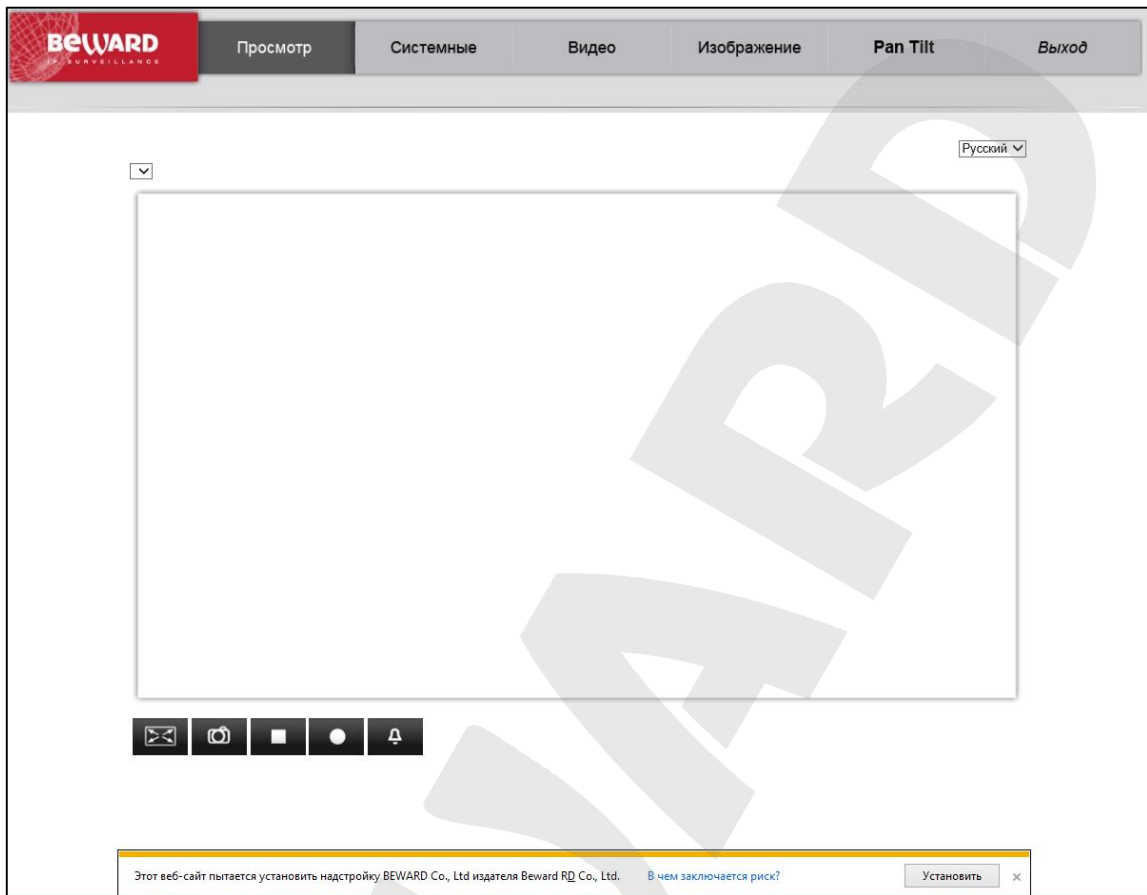 BEWARD
IP SURVEILLANCE
Просмотр Системные Видео Изображение Pan Tilt Выход
Русский
BEWARD
Этот веб-сайт пытается установить надстройку BEWARD Co., Ltd издателя Beward RD Co., Ltd. В чем заключается риск? Установить ×